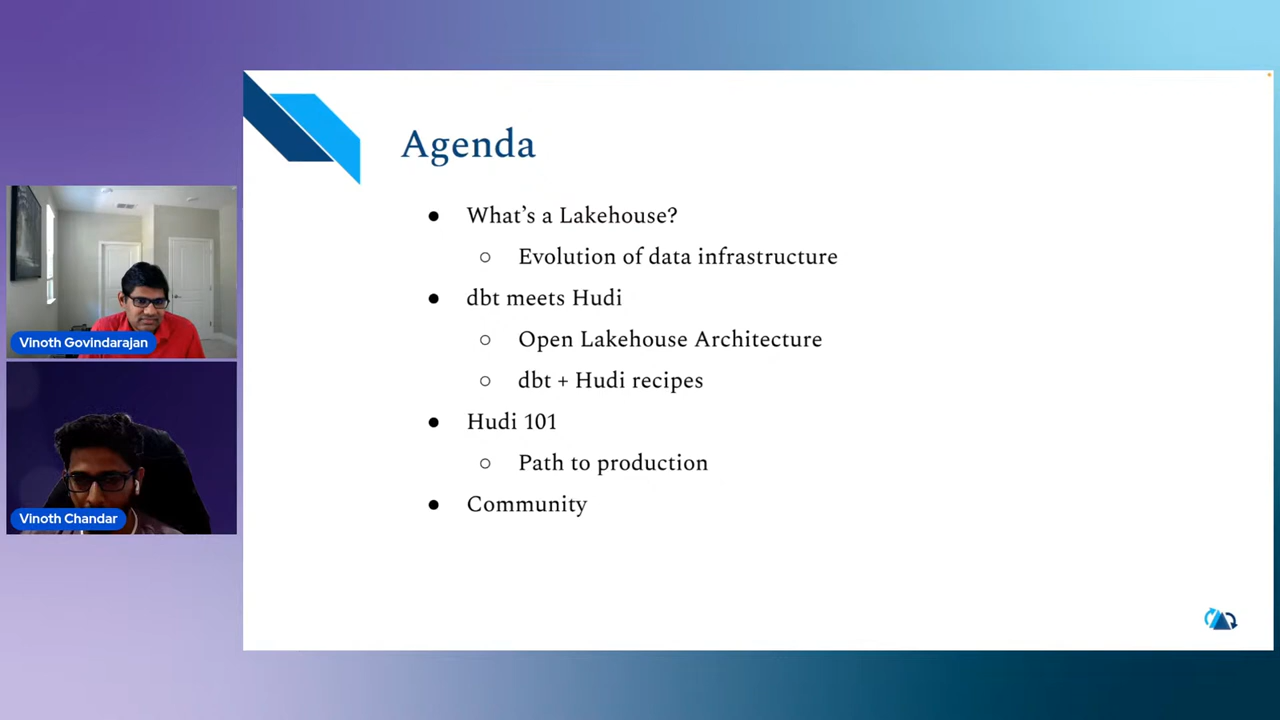 Agenda
● What’s a Lakehouse?
○ Evolution of data infrastructure
● dbt meets Hudi
○ Open Lakehouse Architecture
○ dbt + Hudi recipes
● Hudi 101
○ Path to production
● Community
Vinoth Govindarajan
Vinoth Chandar